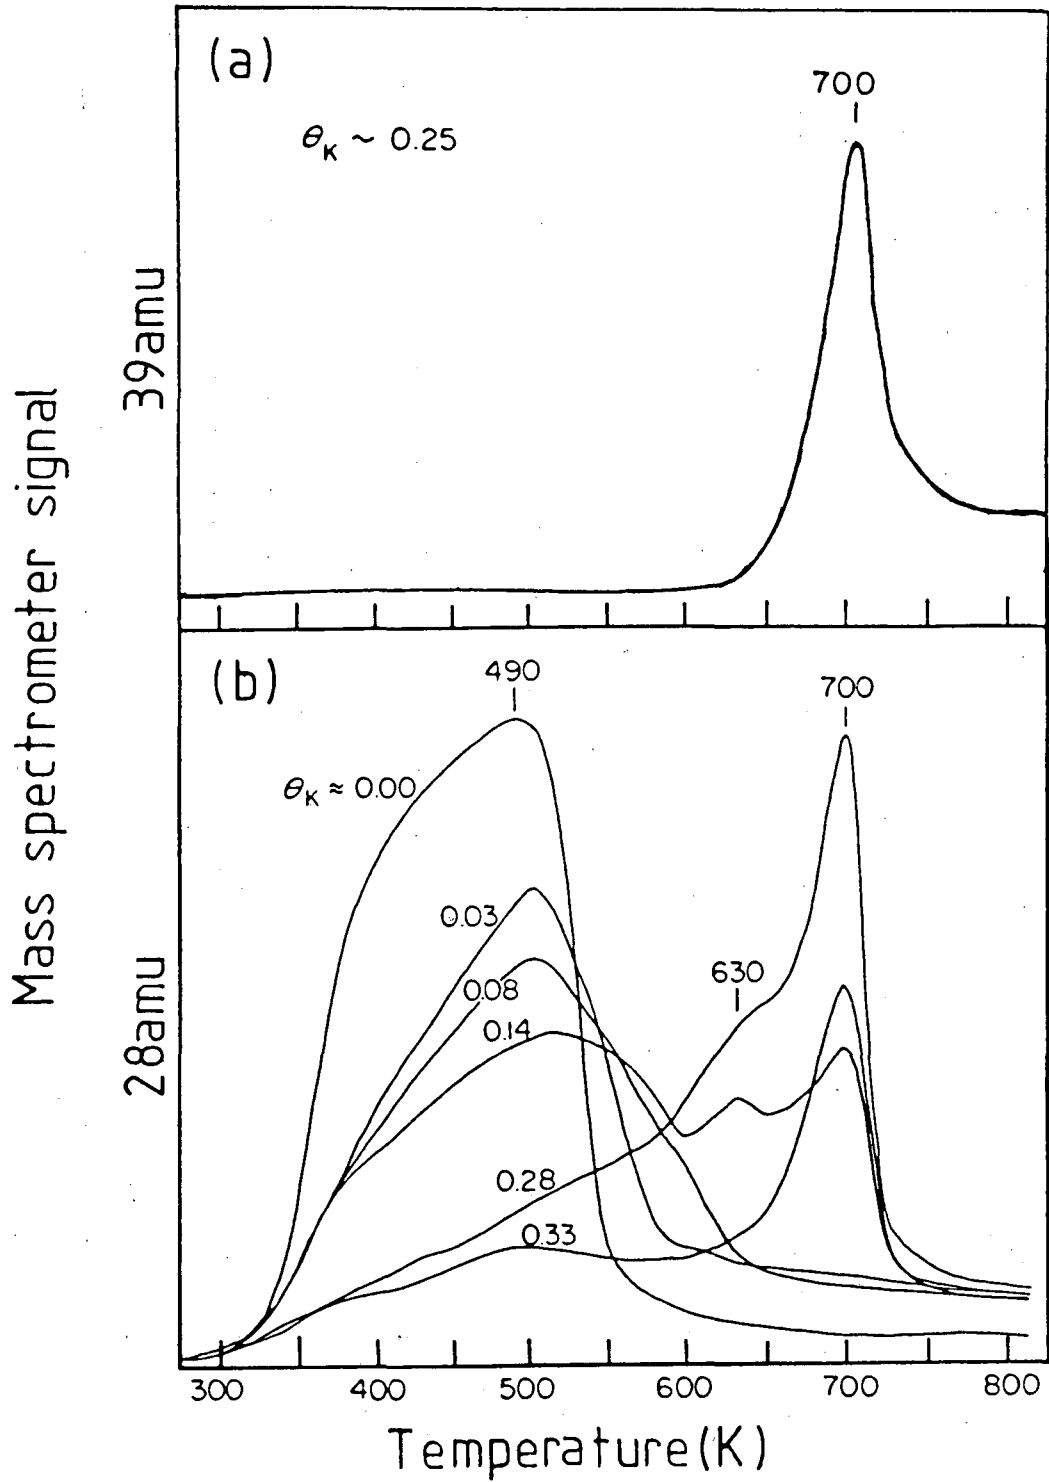 (a)
700
θK ~ 0.25
39amu
Mass spectrometer signal
(b)
490
700
θK ≈ 0.00
0.03
630
0.08
0.14
28amu
0.28
0.33
300 400 500 600 700 800
Temperature(K)